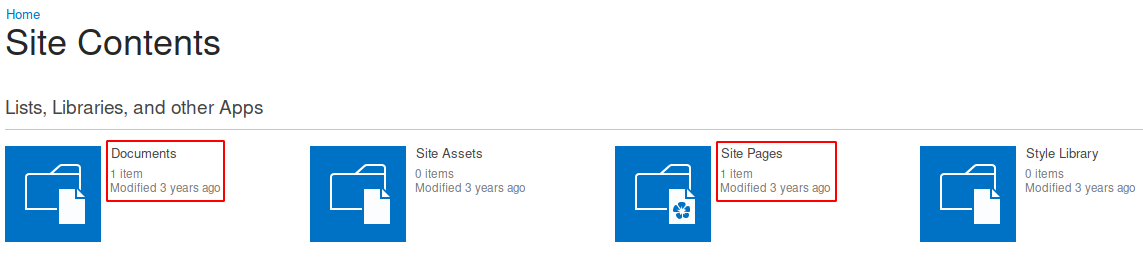 Home
Site Contents
Lists, Libraries, and other Apps
Documents
1 item
Modified 3 years ago
Site Assets
0 items
Modified 3 years ago
Site Pages
1 item
Modified 3 years ago
Style Library
0 items
Modified 3 years ago